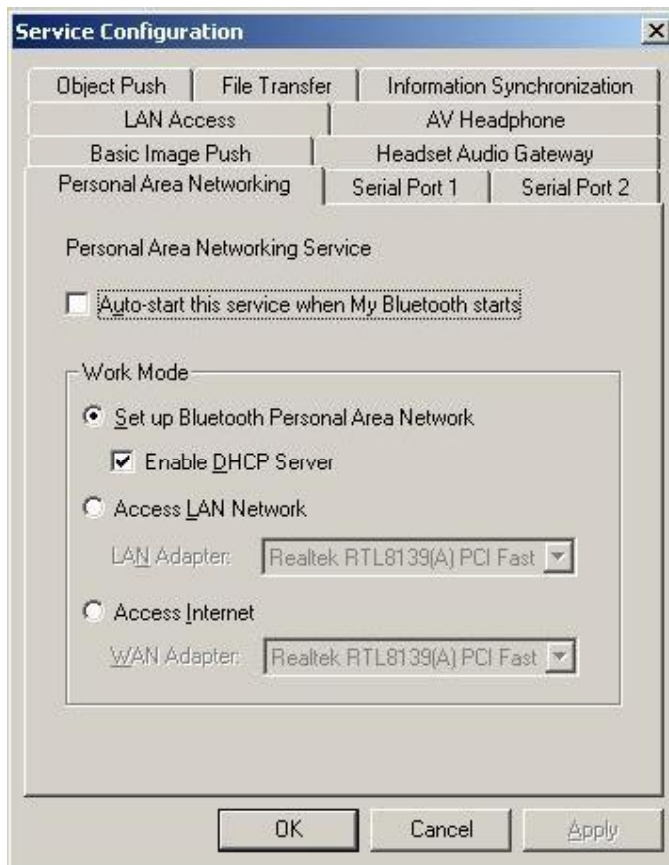 Service Configuration
Object Push File Transfer Information Synchronization
LAN Access AV Headphone
Basic Image Push Headset Audio Gateway
Personal Area Networking Serial Port 1 Serial Port 2
Personal Area Networking Service
Auto-start this service when My Bluetooth starts
Work Mode
Set up Bluetooth Personal Area Network
Enable DHCP Server
Access LAN Network
LAN Adapter: Realtek RTL8139(A) PCI Fast
Access Internet
WAN Adapter: Realtek RTL8139(A) PCI Fast
OK Cancel Apply